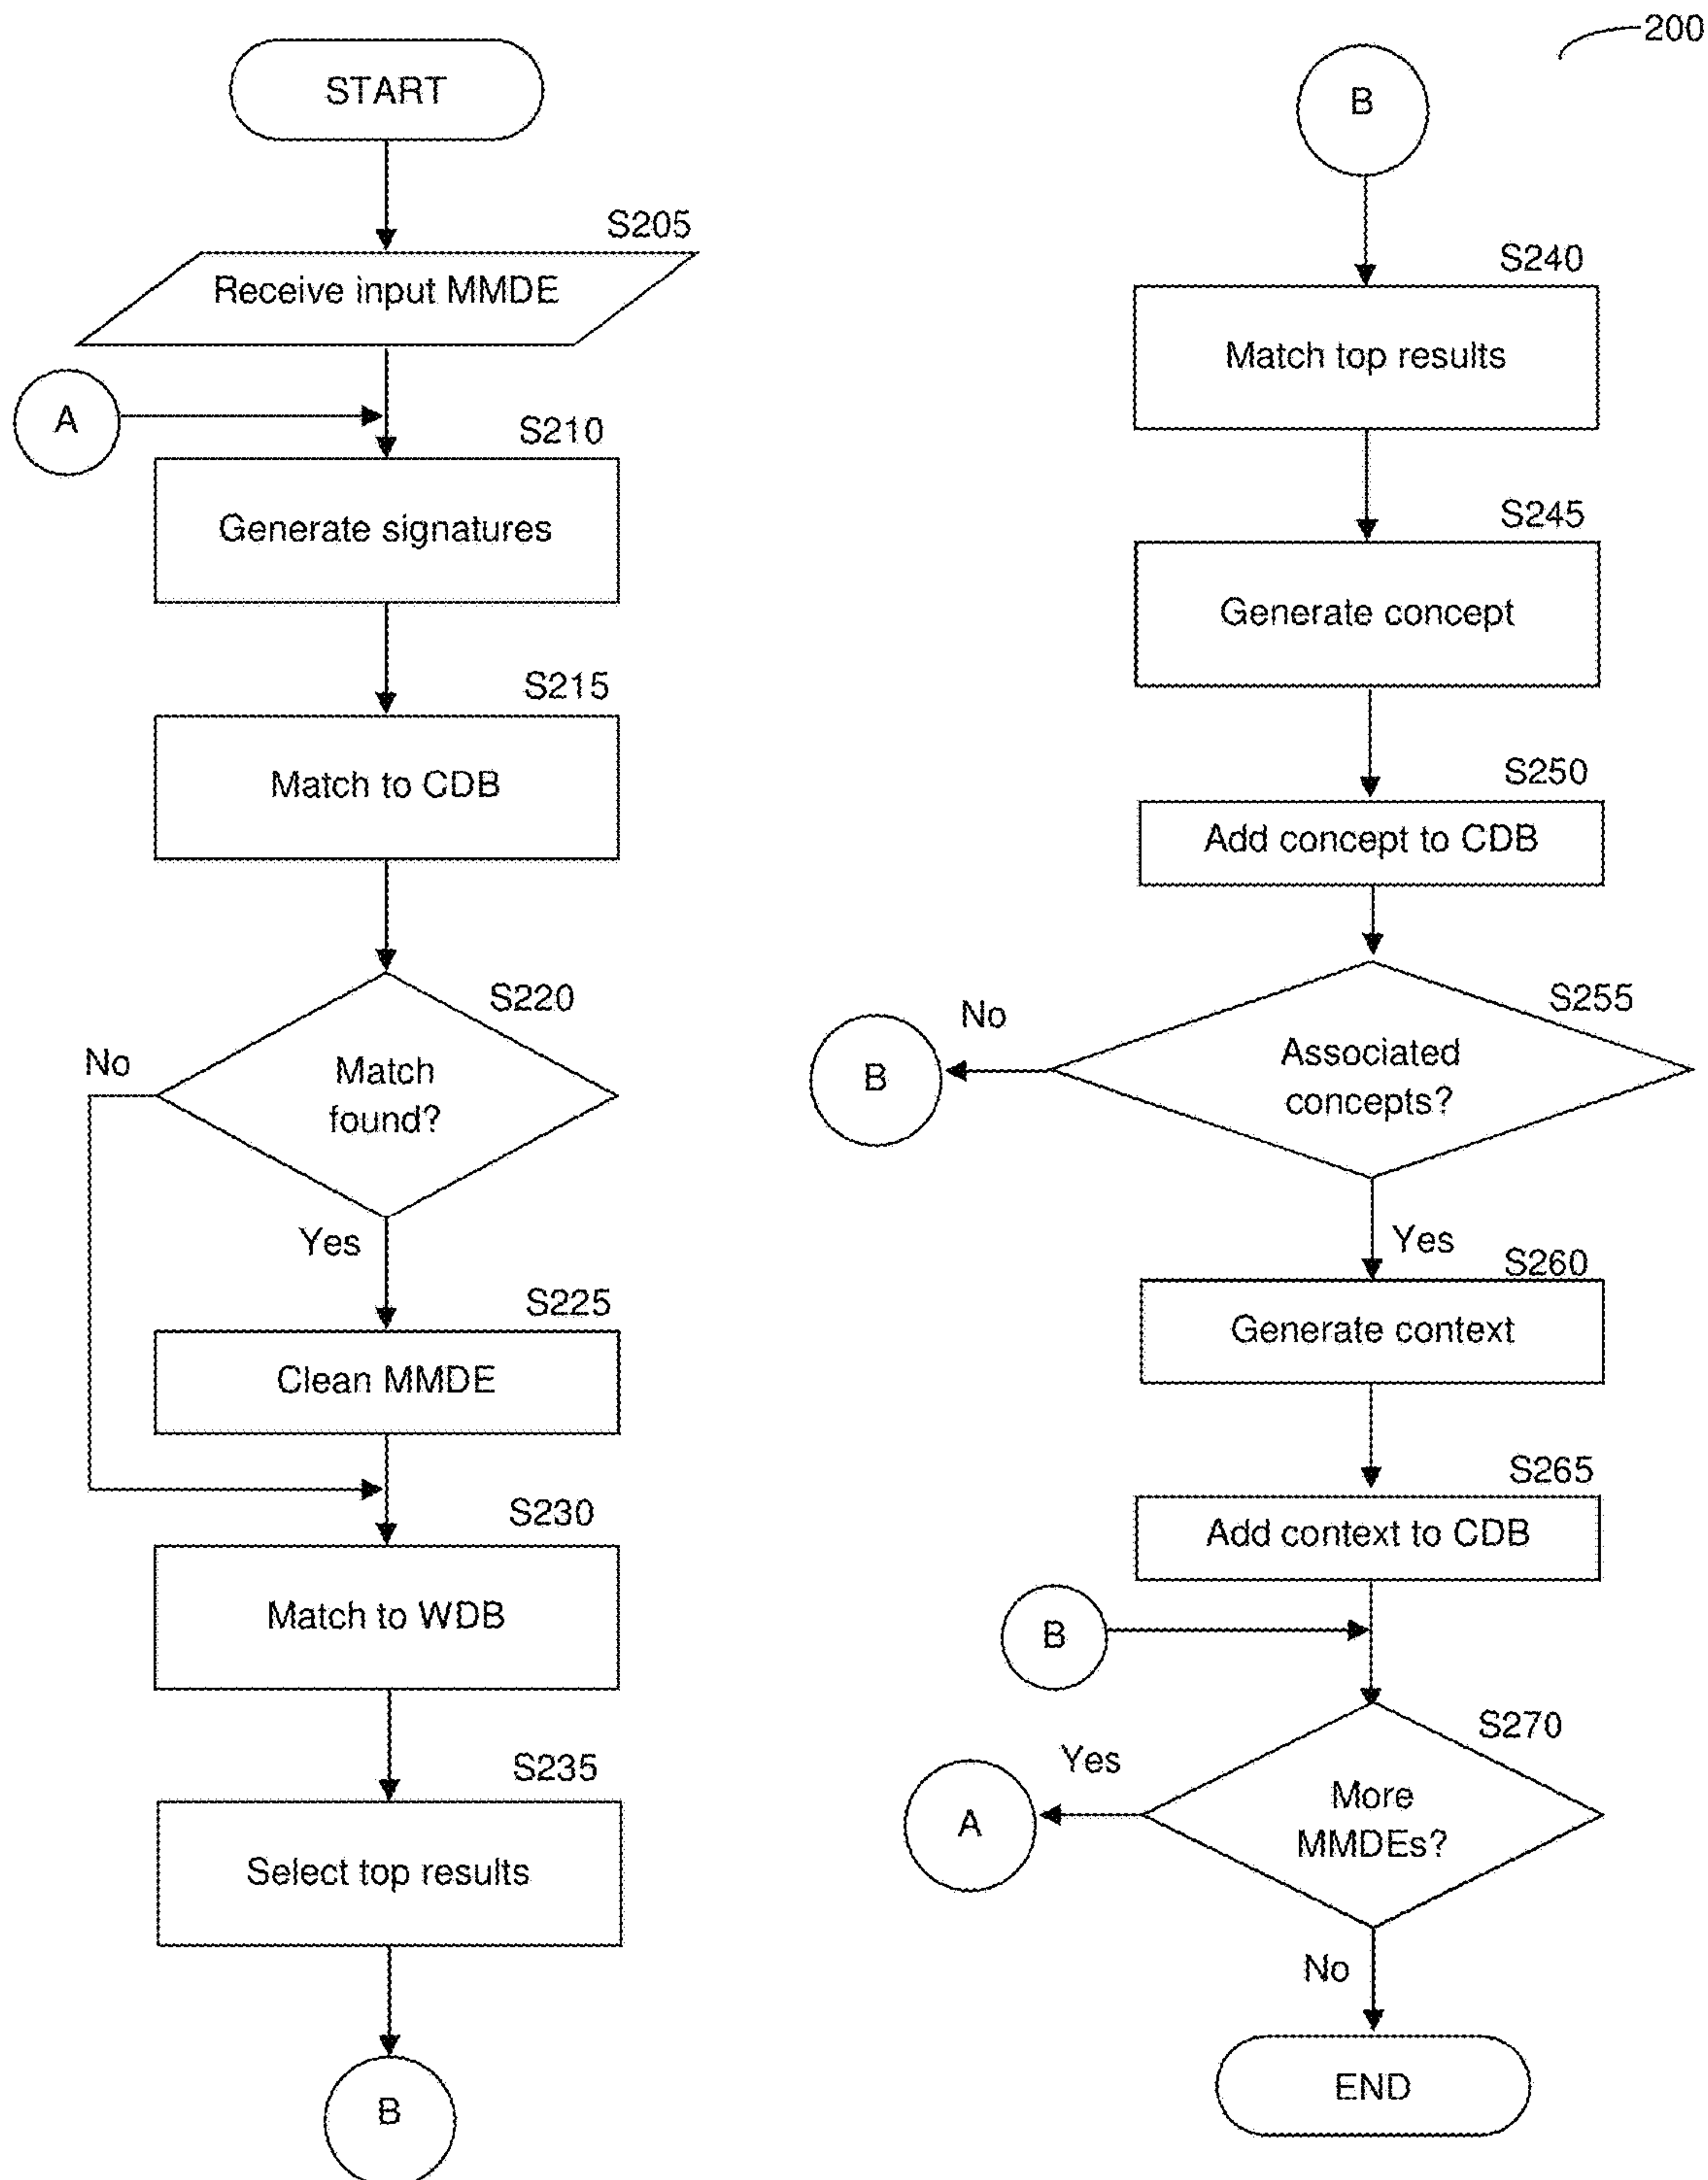 200
START
S205
Receive input MMDE
A
S210
Generate signatures
S215
Match to CDB
S220
Match
found?
No
Yes
S225
Clean MMDE
S230
Match to WDB
S235
Select top results
B
B
S240
Match top results
S245
Generate concept
S250
Add concept to CDB
S255
Associated
concepts?
No
B
Yes
S260
Generate context
S265
Add context to CDB
B
S270
More
MMDEs?
Yes
A
No
END